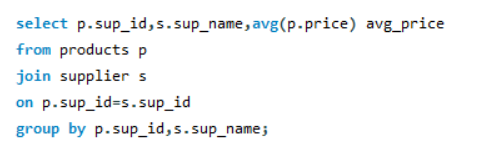 select p.sup_id,s.sup_name,avg(p.price) avg_price
from products p
join supplier s
on p.sup_id=s.sup_id
group by p.sup_id,s.sup_name;